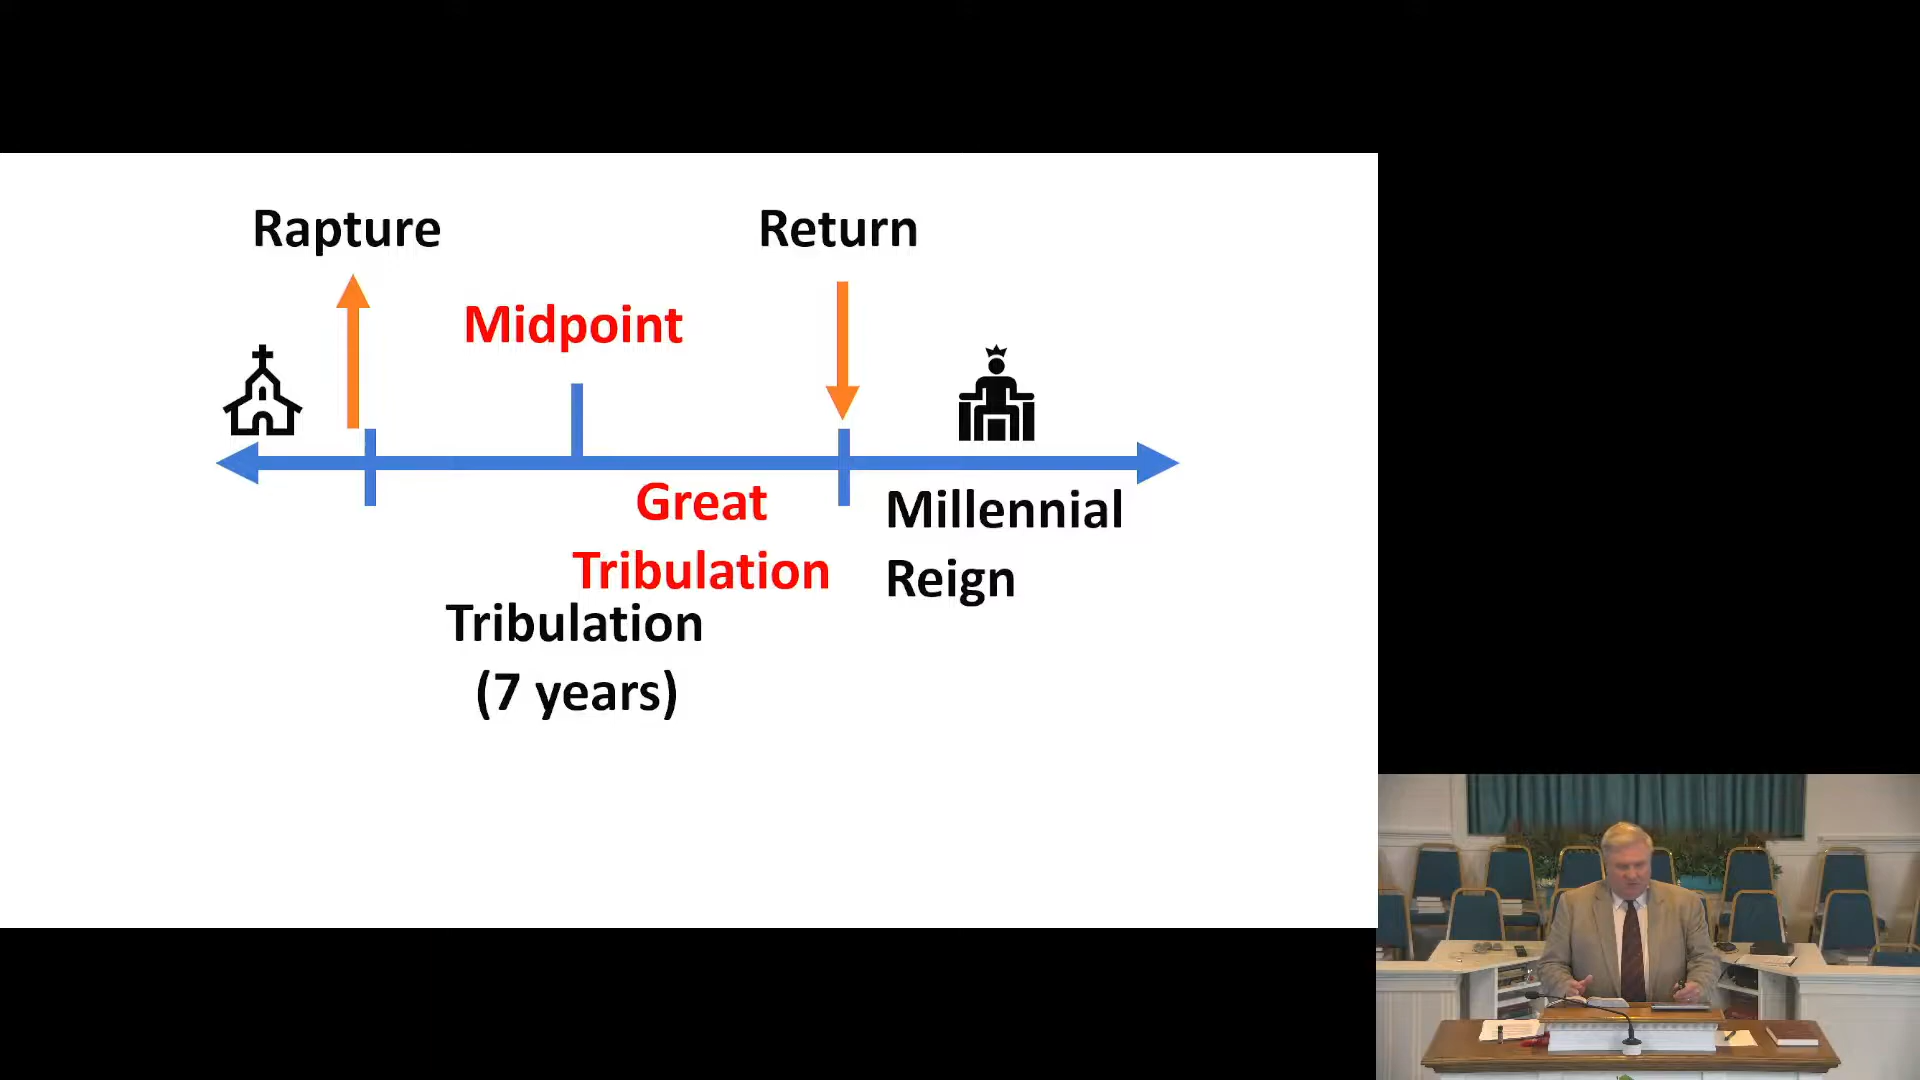 Rapture
Return
Midpoint
Great
Tribulation
Millennial
Reign
Tribulation
(7 years)